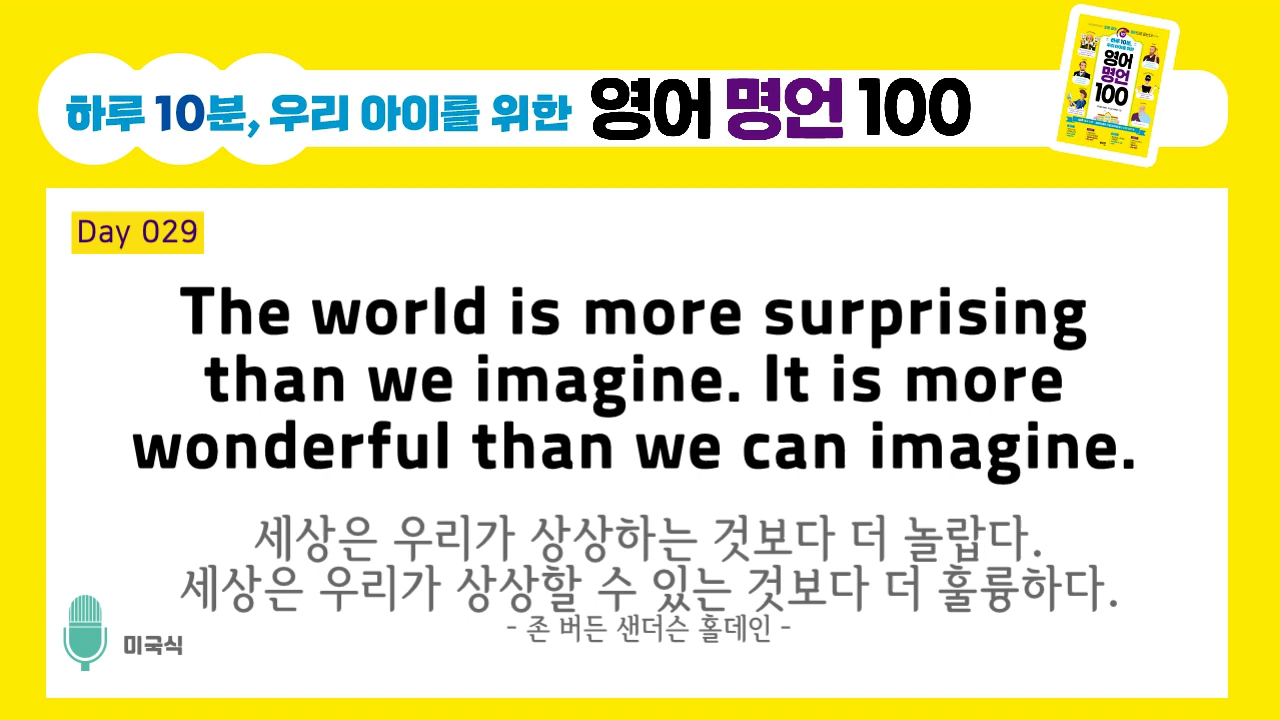 하루 10분, 우리 아이를 위한 영어 명언 100
영어
명언
100
Day 029
The world is more surprising
than we imagine. It is more
wonderful than we can imagine.
세상은 우리가 상상하는 것보다 더 놀랍다.
세상은 우리가 상상할 수 있는 것보다 더 훌륭하다.
- 존 버든 샌더슨 홀데인 -
미국식